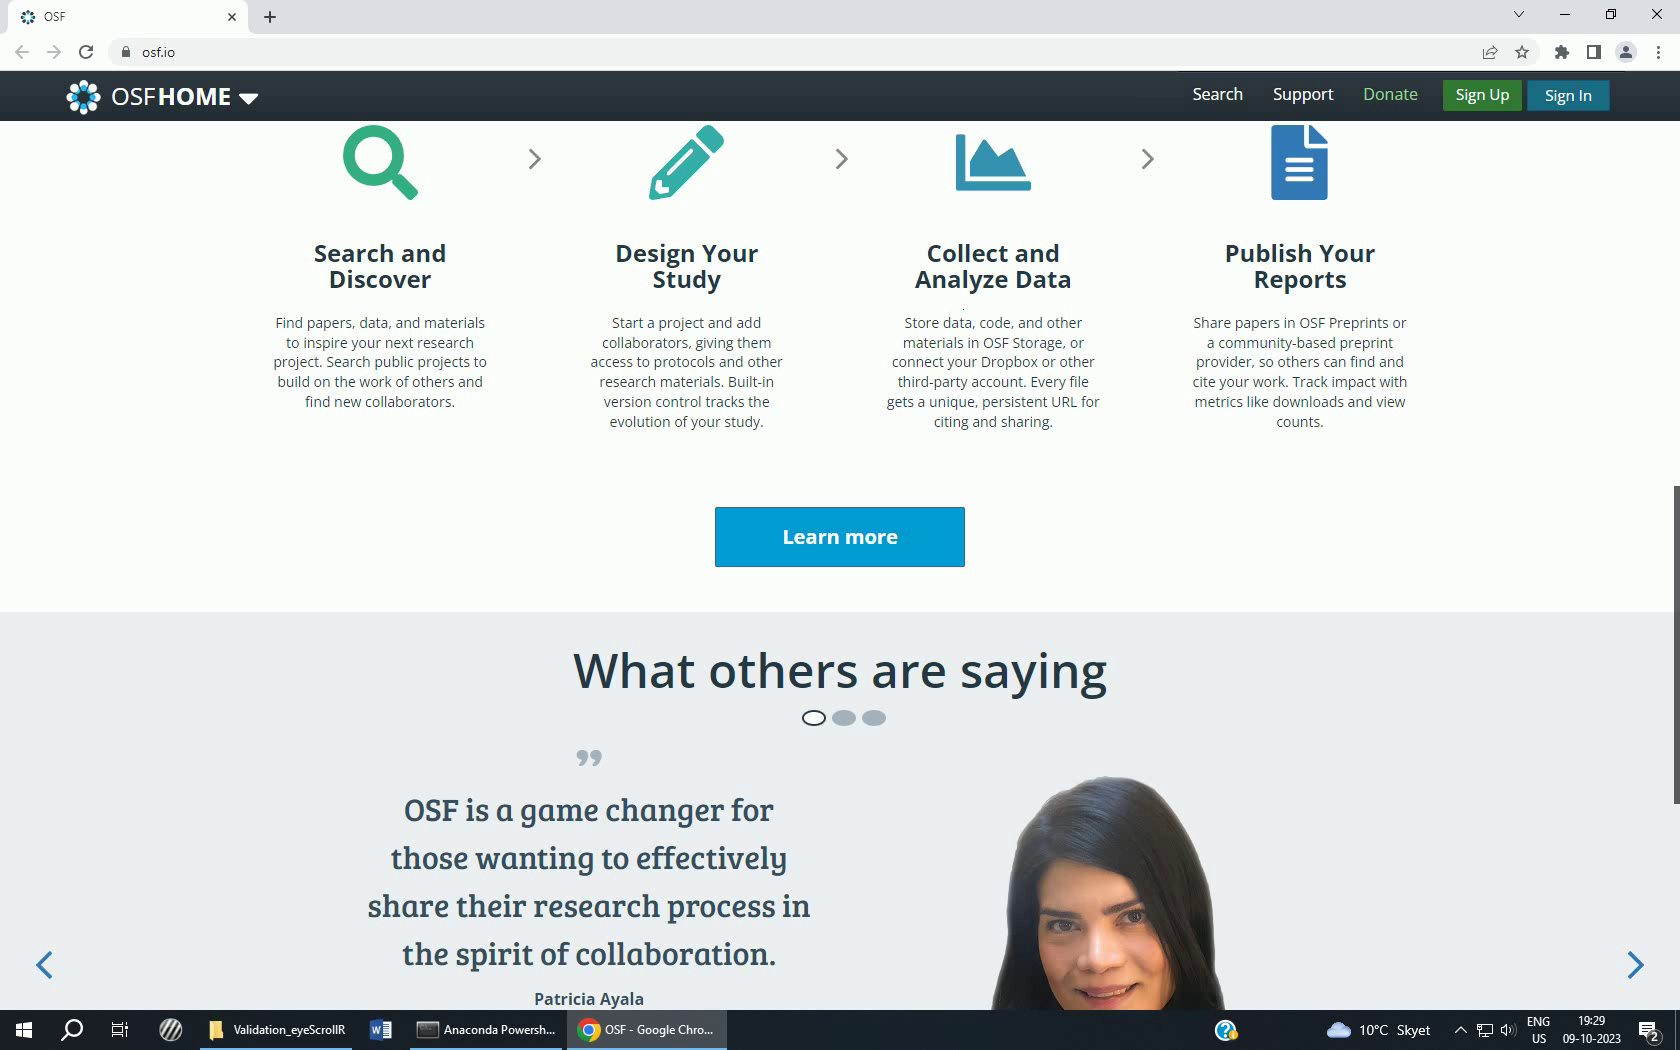 OSF
osf.io
OSFHOME
Search Support Donate Sign Up Sign In
Search and
Discover
Find papers, data, and materials
to inspire your next research
project. Search public projects to
build on the work of others and
find new collaborators.
Design Your
Study
Start a project and add
collaborators, giving them
access to protocols and other
research materials. Built-in
version control tracks the
evolution of your study.
Collect and
Analyze Data
Store data, code, and other
materials in OSF Storage, or
connect your Dropbox or other
third-party account. Every file
gets a unique, persistent URL for
citing and sharing.
Publish Your
Reports
Share papers in OSF Preprints or
a community-based preprint
provider, so others can find and
cite your work. Track impact with
metrics like downloads and view
counts.
Learn more
What others are saying
”
OSF is a game changer for
those wanting to effectively
share their research process in
the spirit of collaboration.
Patricia Ayala
Validation_eyeScrollR
Anaconda Powersh...
OSF - Google Chro...
10°C Skyet
ENG
US
19:29
09-10-2023
2